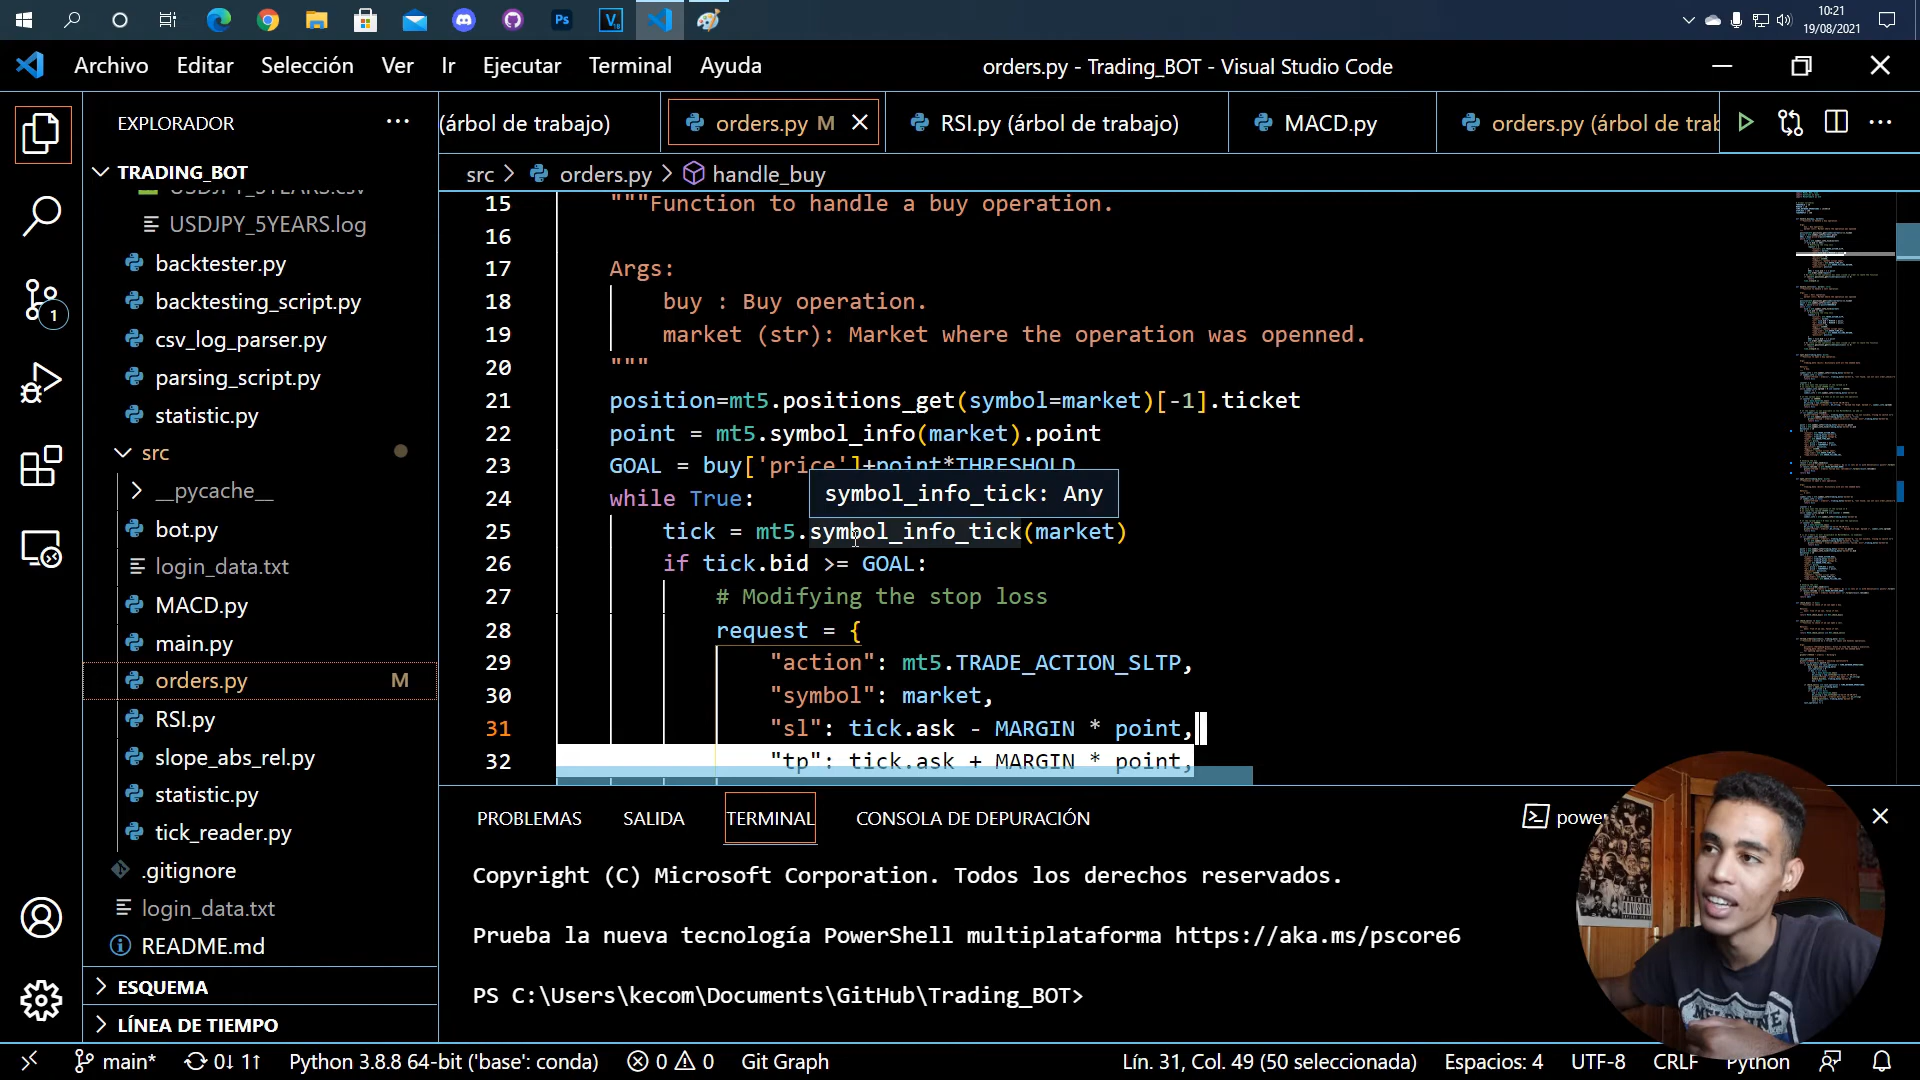 Ps
10:21
19/08/2021
Archivo Editar Selección Ver Ir Ejecutar Terminal Ayuda
orders.py - Trading_BOT - Visual Studio Code
EXPLORADOR
(árbol de trabajo)
orders.py M
RSI.py (árbol de trabajo)
MACD.py
orders.py (árbol de trab
src > orders.py > handle_buy
TRADING_BOT
USDJPY_5YEARS.csv
USDJPY_5YEARS.log
backtester.py
backtesting_script.py
csv_log_parser.py
parsing_script.py
statistic.py
src
__pycache__
bot.py
login_data.txt
MACD.py
main.py
orders.py M
RSI.py
slope_abs_rel.py
statistic.py
tick_reader.py
.gitignore
login_data.txt
README.md
ESQUEMA
LÍNEA DE TIEMPO
1
15 """Function to handle a buy operation.
16
17 Args:
18 buy : Buy operation.
19 market (str): Market where the operation was openned.
20 """
21 position=mt5.positions_get(symbol=market)[-1].ticket
22 point = mt5.symbol_info(market).point
23 GOAL = buy['price']+point*THRESHOLD
24 while True:
symbol_info_tick: Any
25 tick = mt5.symbol_info_tick(market)
26 if tick.bid >= GOAL:
27 # Modifying the stop loss
28 request = {
29 "action": mt5.TRADE_ACTION_SLTP,
30 "symbol": market,
31 "sl": tick.ask - MARGIN * point,
32 "tp": tick.ask + MARGIN * point,
PROBLEMAS SALIDA TERMINAL CONSOLA DE DEPURACIÓN
power
Copyright (C) Microsoft Corporation. Todos los derechos reservados.
Prueba la nueva tecnología PowerShell multiplataforma https://aka.ms/pscore6
PS C:\Users\kecom\Documents\GitHub\Trading_BOT>
main* 0↓ 1↑ Python 3.8.8 64-bit ('base': conda) 0 0 Git Graph
Lín. 31, Col. 49 (50 seleccionada) Espacios: 4 UTF-8 CRLF Python